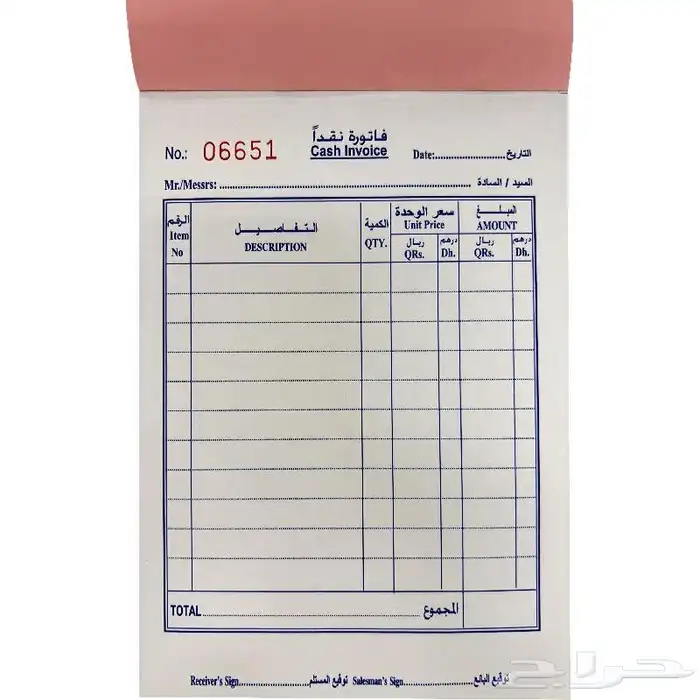 فاتورة نقداً
No.: 06651 Cash Invoice Date:.......................... التاريخ
Mr./Messrs: ............................................................................ السيد / السادة
الرقم التفاصيل الكمية سعر الوحدة المبلغ
Item No DESCRIPTION QTY. Unit Price AMOUNT
ريال درهم ريال درهم
QRs. Dh. QRs. Dh.
TOTAL............................................................ المجموع
Receiver's Sign.......................... توقيع المستلم Salesman's Sign.......................... توقيع البائع
حراج